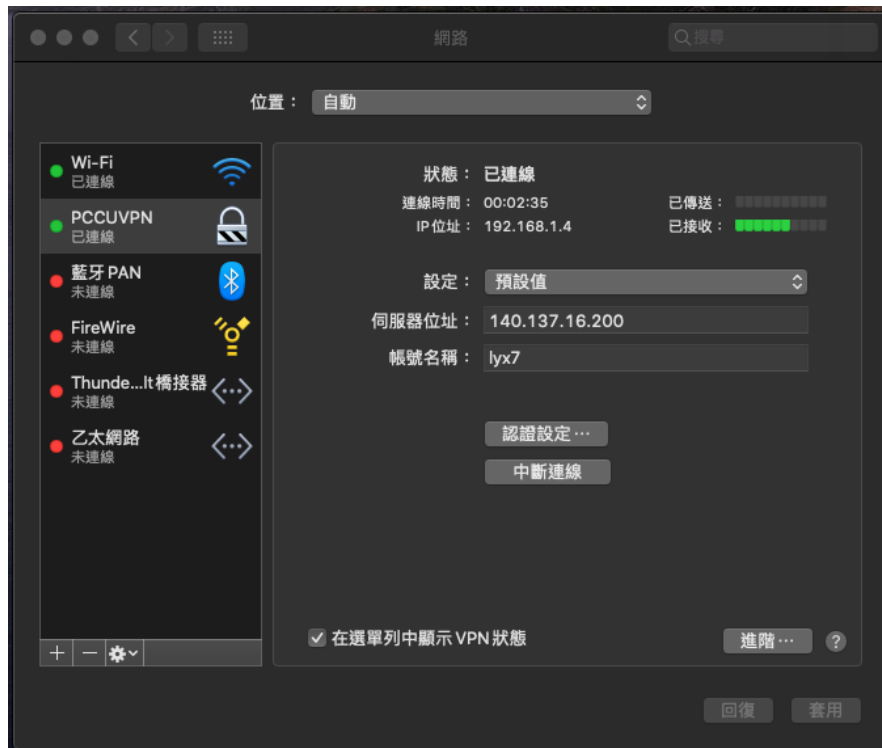 網路
搜尋
位置： 自動
Wi-Fi
已連線
PCCUVPN
已連線
藍牙 PAN
未連線
FireWire
未連線
Thunde...lt 橋接器
未連線
乙太網路
未連線
狀態： 已連線
連線時間： 00:02:35 已傳送：
IP 位址： 192.168.1.4 已接收：
設定： 預設值
伺服器位址： 140.137.16.200
帳號名稱： lyx7
認證設定⋯
中斷連線
在選單列中顯示 VPN 狀態
進階⋯ ?
回復 套用